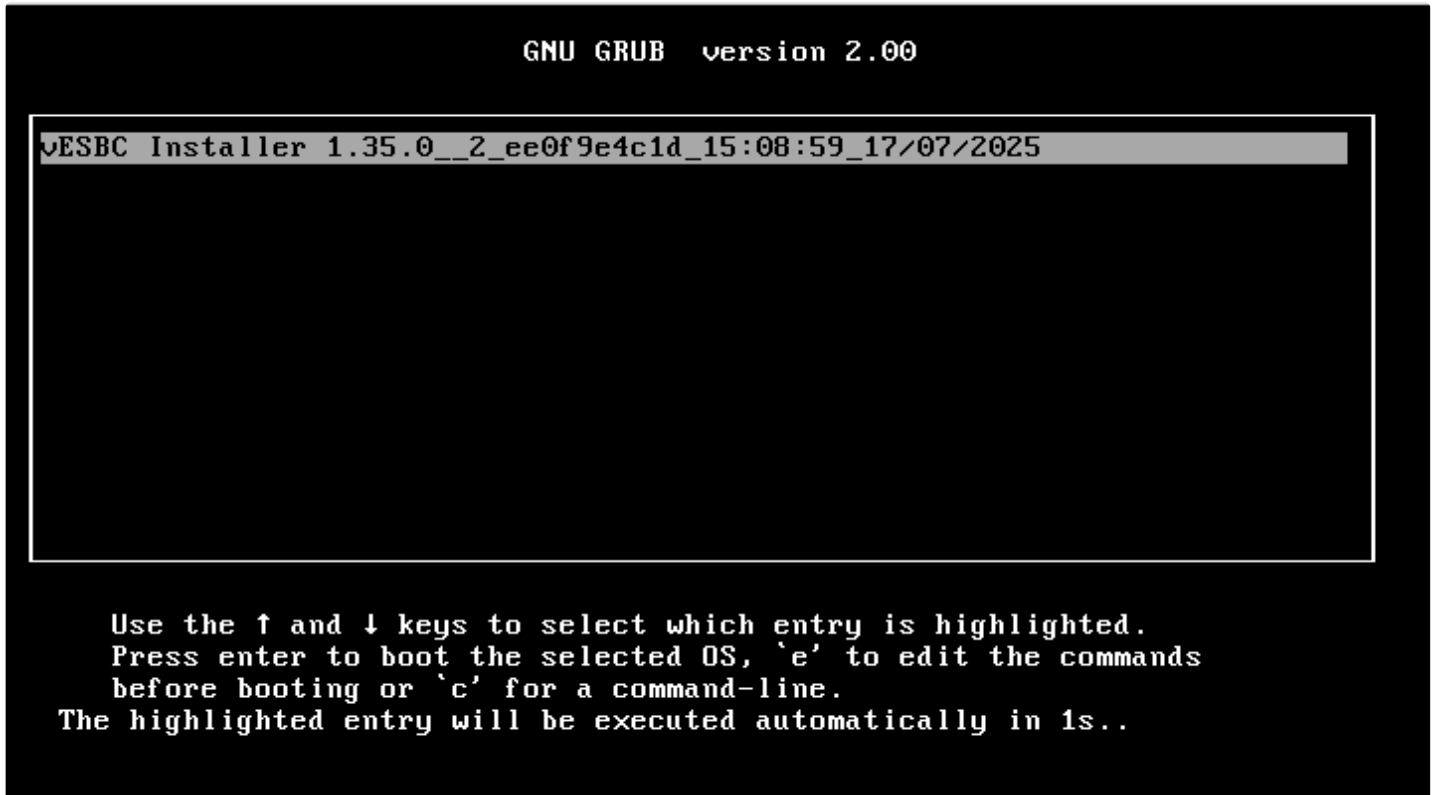 GNU GRUB  version 2.00
vESBC Installer 1.35.0__2_ee0f9e4c1d_15:08:59_17/07/2025
Use the ↑ and ↓ keys to select which entry is highlighted.
Press enter to boot the selected OS, `e' to edit the commands
before booting or `c' for a command-line.
The highlighted entry will be executed automatically in 1s..